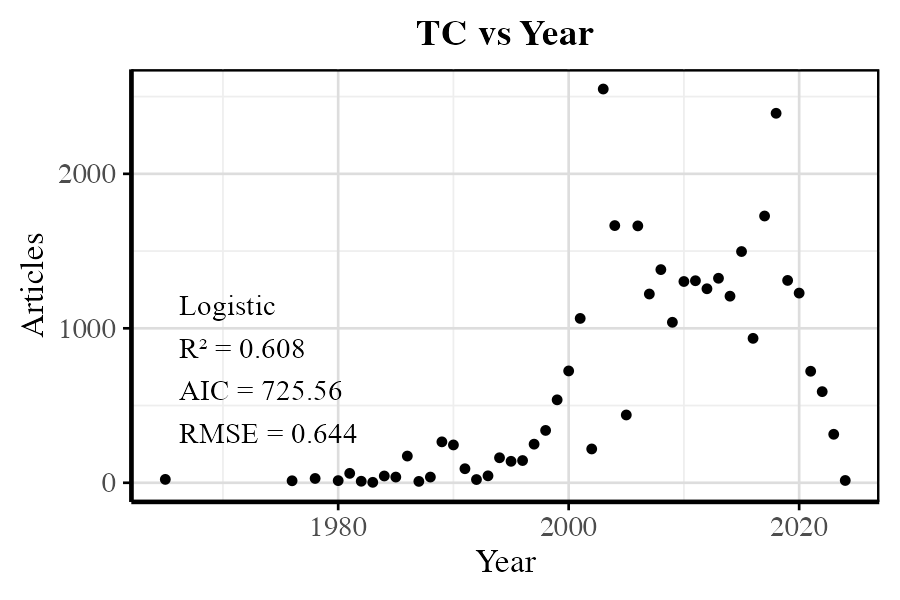 TC vs Year
Articles
2000
1000
0
Logistic
R² = 0.608
AIC = 725.56
RMSE = 0.644
1980
2000
2020
Year